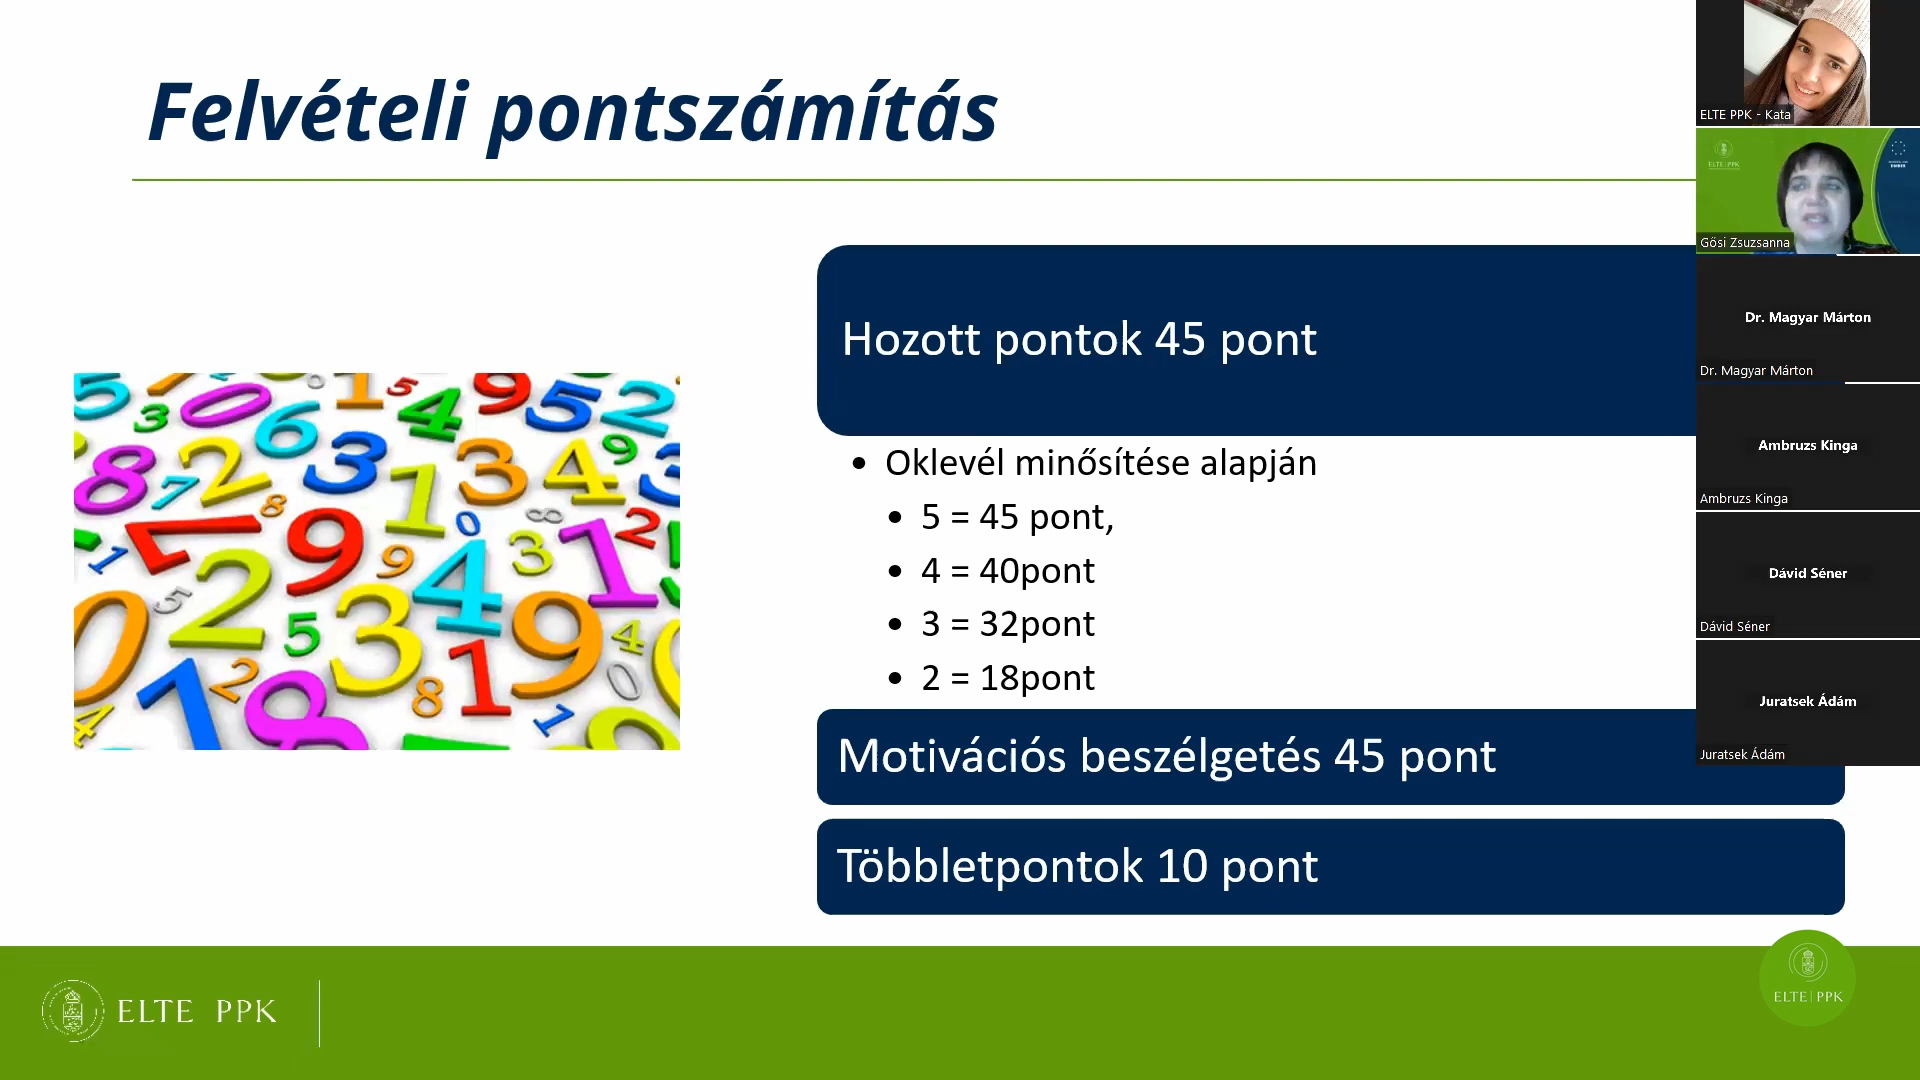 Felvételi pontszámítás
Hozott pontok 45 pont
• Oklevél minősítése alapján
• 5 = 45 pont,
• 4 = 40pont
• 3 = 32pont
• 2 = 18pont
Motivációs beszélgetés 45 pont
Többletpontok 10 pont
ELTE PPK
ELTE | PPK
ELTE PPK - Kata
ELTE | PPK
Gősi Zsuzsanna
Dr. Magyar Márton
Dr. Magyar Márton
Ambruzs Kinga
Ambruzs Kinga
Dávid Séner
Dávid Séner
Juratsek Ádám
Juratsek Ádám